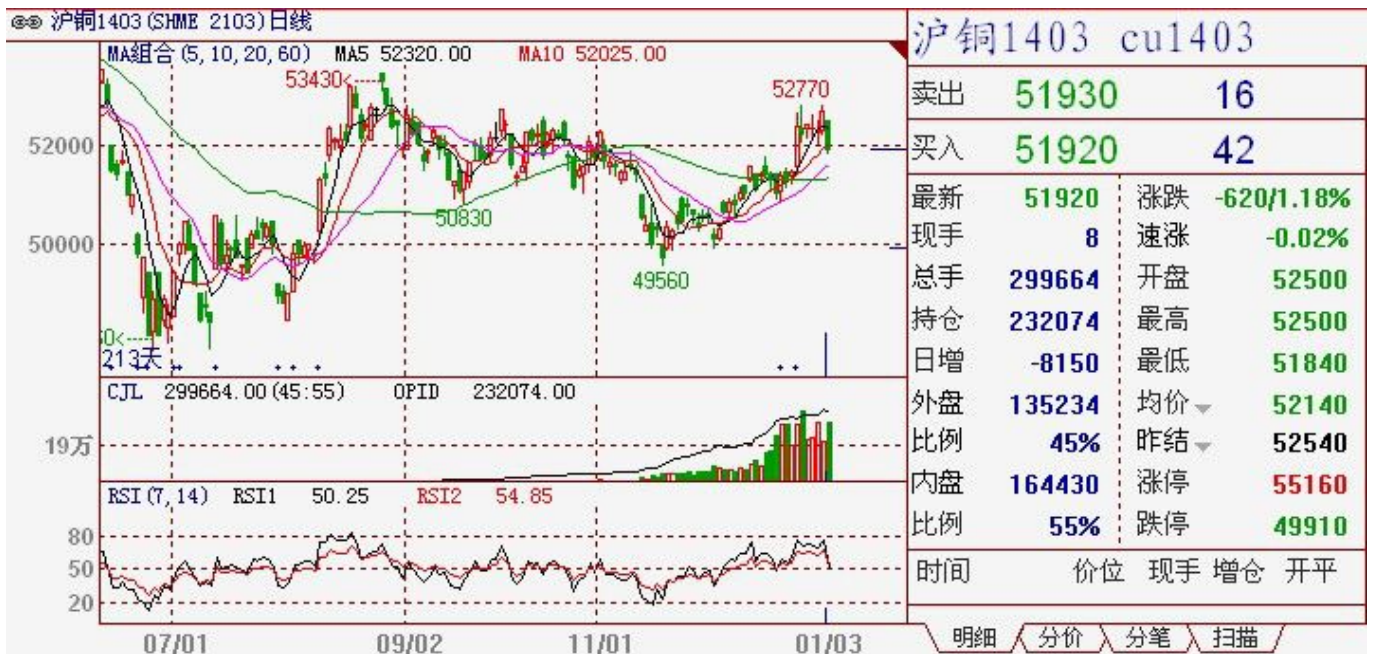 沪铜1403(SHME 2103)日线
MA组合(5,10,20,60) MA5 52320.00 MA10 52025.00
53430
52770
52000
50830
50000
49560
0<
213天
CJL 299664.00(45:55) OPID 232074.00
19万
RSI(7,14) RSI1 50.25 RSI2 54.85
80
50
20
07/01 09/02 11/01 01/03
沪铜1403 cu1403
卖出 51930 16
买入 51920 42
最新 51920 涨跌 -620/1.18%
现手 8 速涨 -0.02%
总手 299664 开盘 52500
持仓 232074 最高 52500
日增 -8150 最低 51840
外盘 135234 均价 52140
比例 45% 昨结 52540
内盘 164430 涨停 55160
比例 55% 跌停 49910
时间 价位 现手 增仓 开平
明细 分价 分笔 扫描